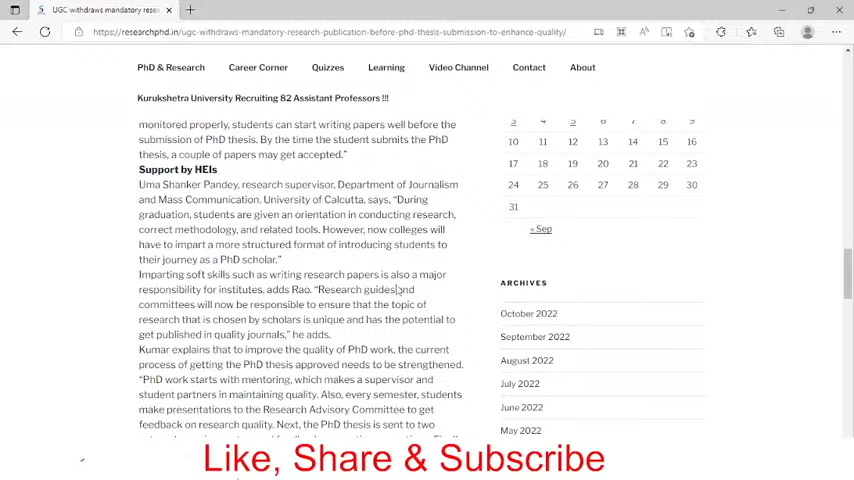 UGC withdraws mandatory resea
https://researchphd.in/ugc-withdraws-mandatory-research-publication-before-phd-thesis-submission-to-enhance-quality/
PhD & Research Career Corner Quizzes Learning Video Channel Contact About
Kurukshetra University Recruiting 82 Assistant Professors !!!
monitored properly, students can start writing papers well before the
submission of PhD thesis. By the time the student submits the PhD
thesis, a couple of papers may get accepted.”
Support by HEIs
Uma Shanker Pandey, research supervisor, Department of Journalism
and Mass Communication, University of Calcutta, says, “During
graduation, students are given an orientation in conducting research,
correct methodology, and related tools. However, now colleges will
have to impart a more structured format of introducing students to
their journey as a PhD scholar.”
Imparting soft skills such as writing research papers is also a major
responsibility for institutes, adds Rao. “Research guides and
committees will now be responsible to ensure that the topic of
research that is chosen by scholars is unique and has the potential to
get published in quality journals,” he adds.
Kumar explains that to improve the quality of PhD work, the current
process of getting the PhD thesis approved needs to be strengthened.
“PhD work starts with mentoring, which makes a supervisor and
student partners in maintaining quality. Also, every semester, students
make presentations to the Research Advisory Committee to get
feedback on research quality. Next, the PhD thesis is sent to two
3 4 5 6 7 8 9
10 11 12 13 14 15 16
17 18 19 20 21 22 23
24 25 26 27 28 29 30
31
« Sep
ARCHIVES
October 2022
September 2022
August 2022
July 2022
June 2022
May 2022
Like, Share & Subscribe